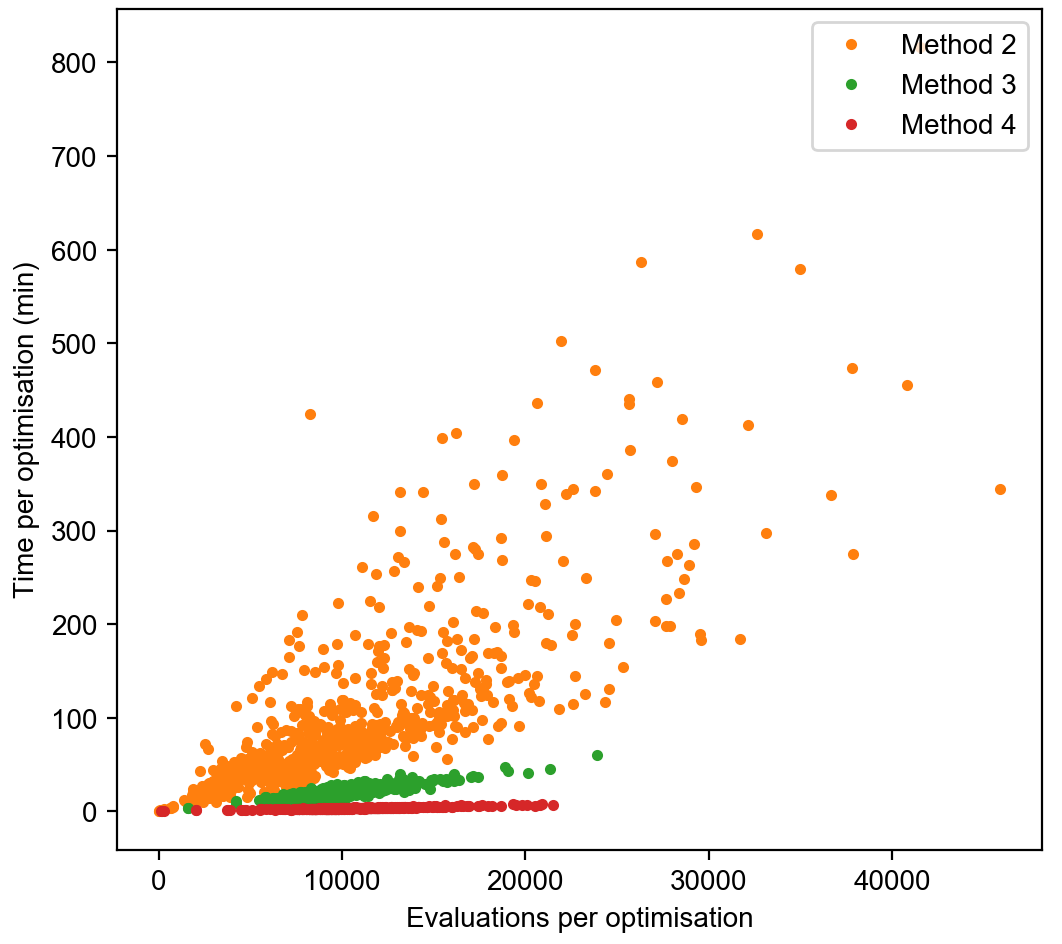 Method 2
Method 3
Method 4
Time per optimisation (min)
800
700
600
500
400
300
200
100
0
0 10000 20000 30000 40000
Evaluations per optimisation